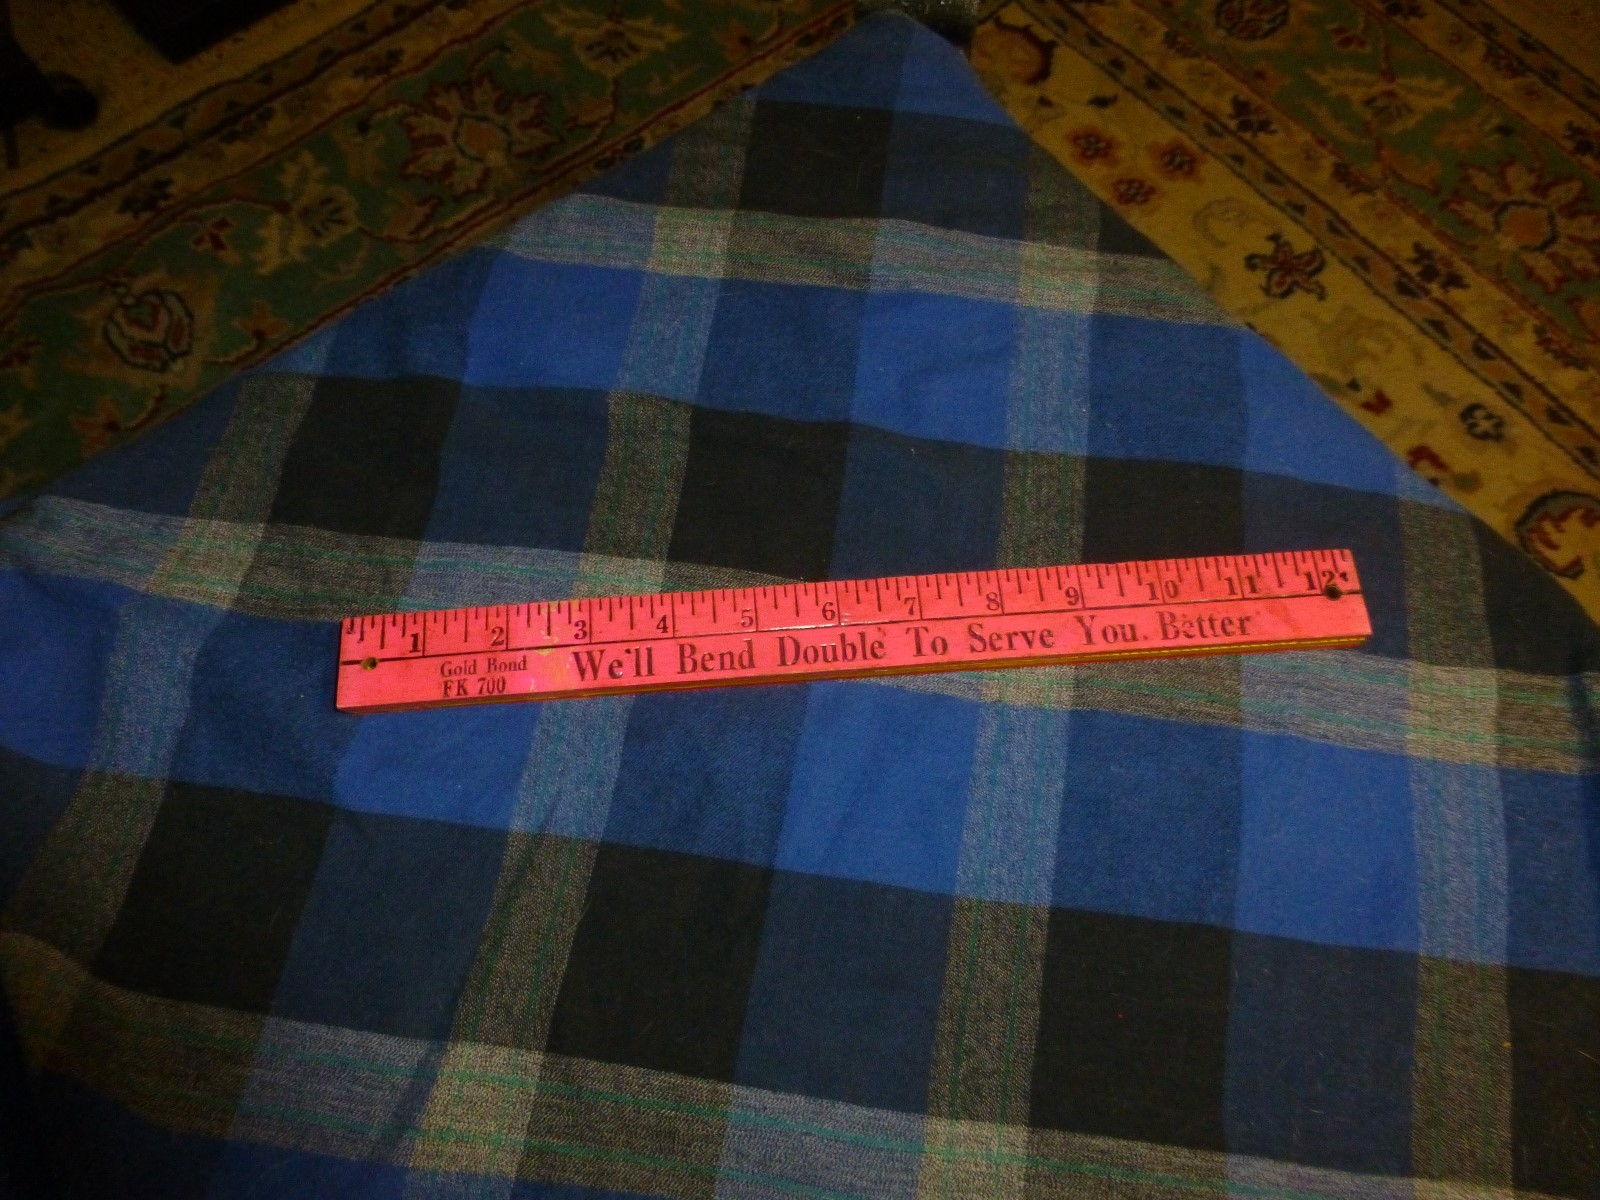 1 2 3 4 5 6 7 8 9 10 11 12
We'll Bend Double To Serve You Better
Gold Bond
FK 700